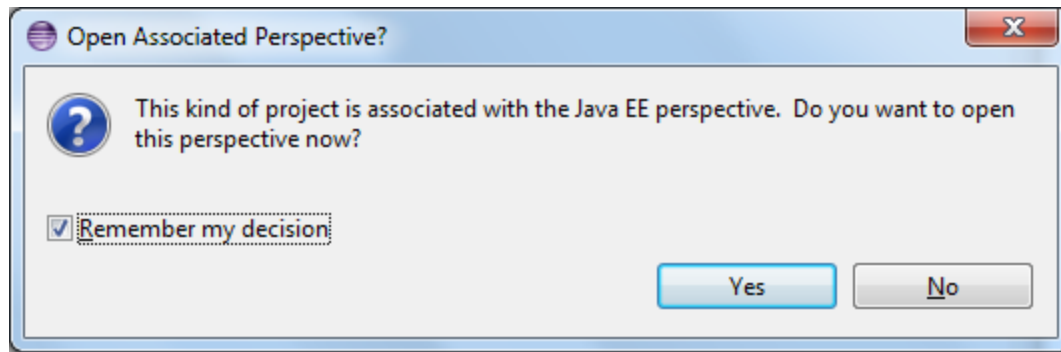 Open Associated Perspective?
This kind of project is associated with the Java EE perspective.  Do you want to open
this perspective now?
Remember my decision
Yes
No